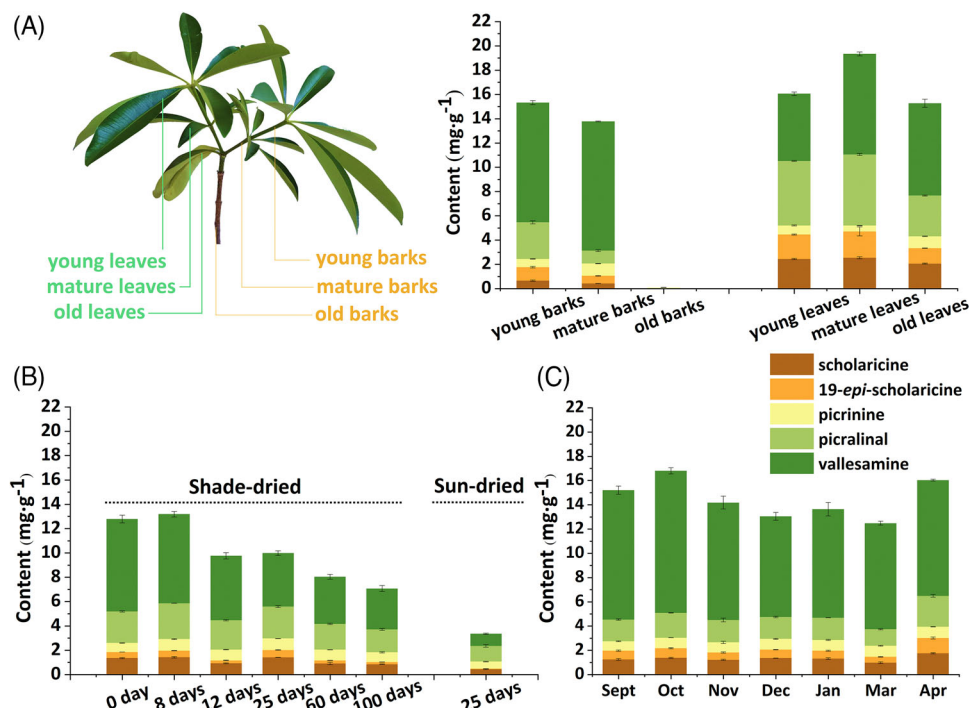 (A)
young leaves
mature leaves
old leaves
young barks
mature barks
old barks
Content (mg·g-1)
22
20
18
16
14
12
10
8
6
4
2
0
young barks
mature barks
old barks
young leaves
mature leaves
old leaves
(B)
Content (mg·g-1)
22
20
18
16
14
12
10
8
6
4
2
0
Shade-dried
Sun-dried
0 day
8 days
12 days
25 days
60 days
100 days
25 days
(C)
scholaricine
19-epi-scholaricine
picrinine
picralinal
vallesamine
Content (mg·g-1)
22
20
18
16
14
12
10
8
6
4
2
0
Sept
Oct
Nov
Dec
Jan
Mar
Apr